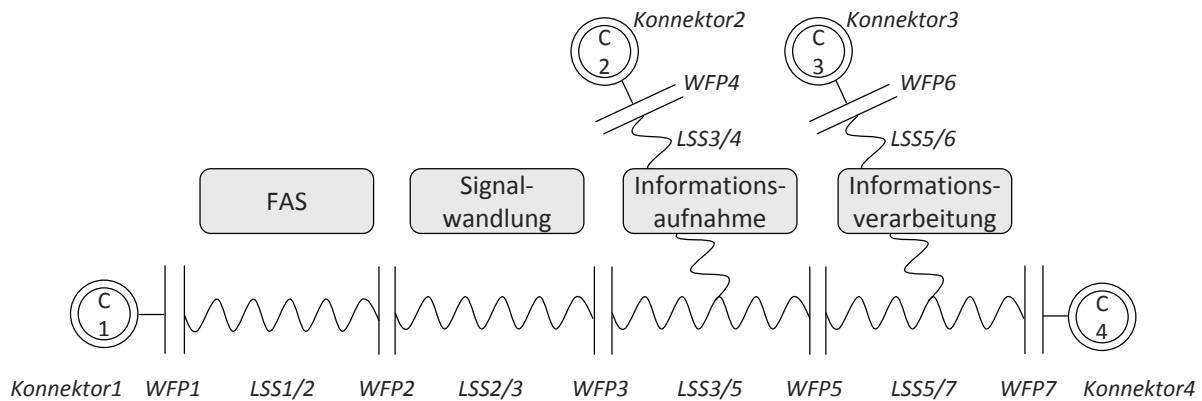 Konnektor2
Konnektor3
C
2
C
3
WFP4
WFP6
LSS3/4
LSS5/6
FAS
Signal-
wandlung
Informations-
aufnahme
Informations-
verarbeitung
C
1
C
4
Konnektor1 WFP1 LSS1/2 WFP2 LSS2/3 WFP3 LSS3/5 WFP5 LSS5/7 WFP7 Konnektor4